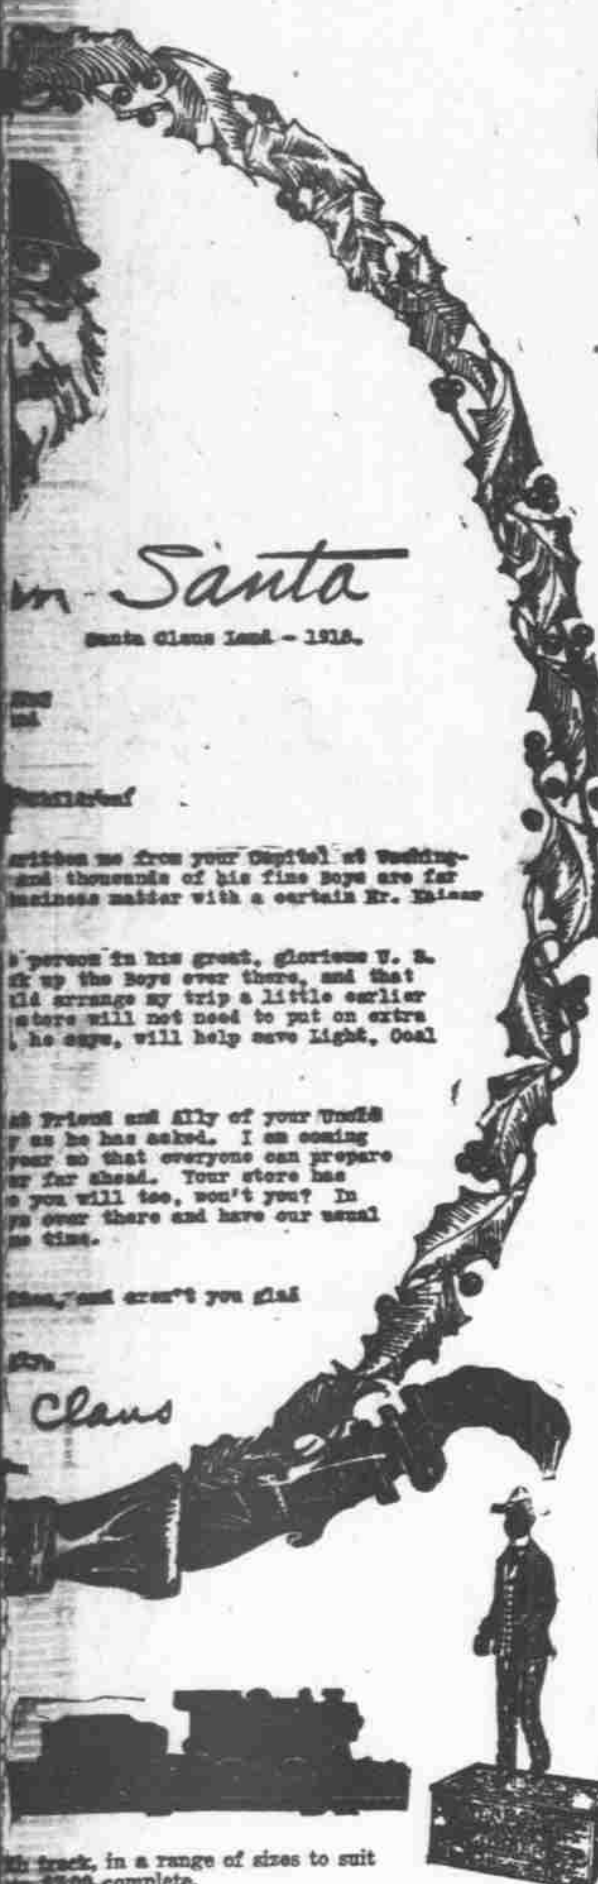 Santa
Santa Claus Land - 1918.
written me from your Capitol at Washing-
and thousands of his fine Boys are far
business matter with a certain Mr. Kaiser
person in his great, glorious U. S.
up the Boys over there, and that
arrange my trip a little earlier
store will not need to put on extra
, he says, will help save Light, Coal
Friend and Ally of your Uncle
as he has asked. I am coming
year so that everyone can prepare
far ahead. Your store has
you will too, won't you? In
over there and have our usual
time.
and aren't you glad
Claus
track, in a range of sizes to suit
complete.